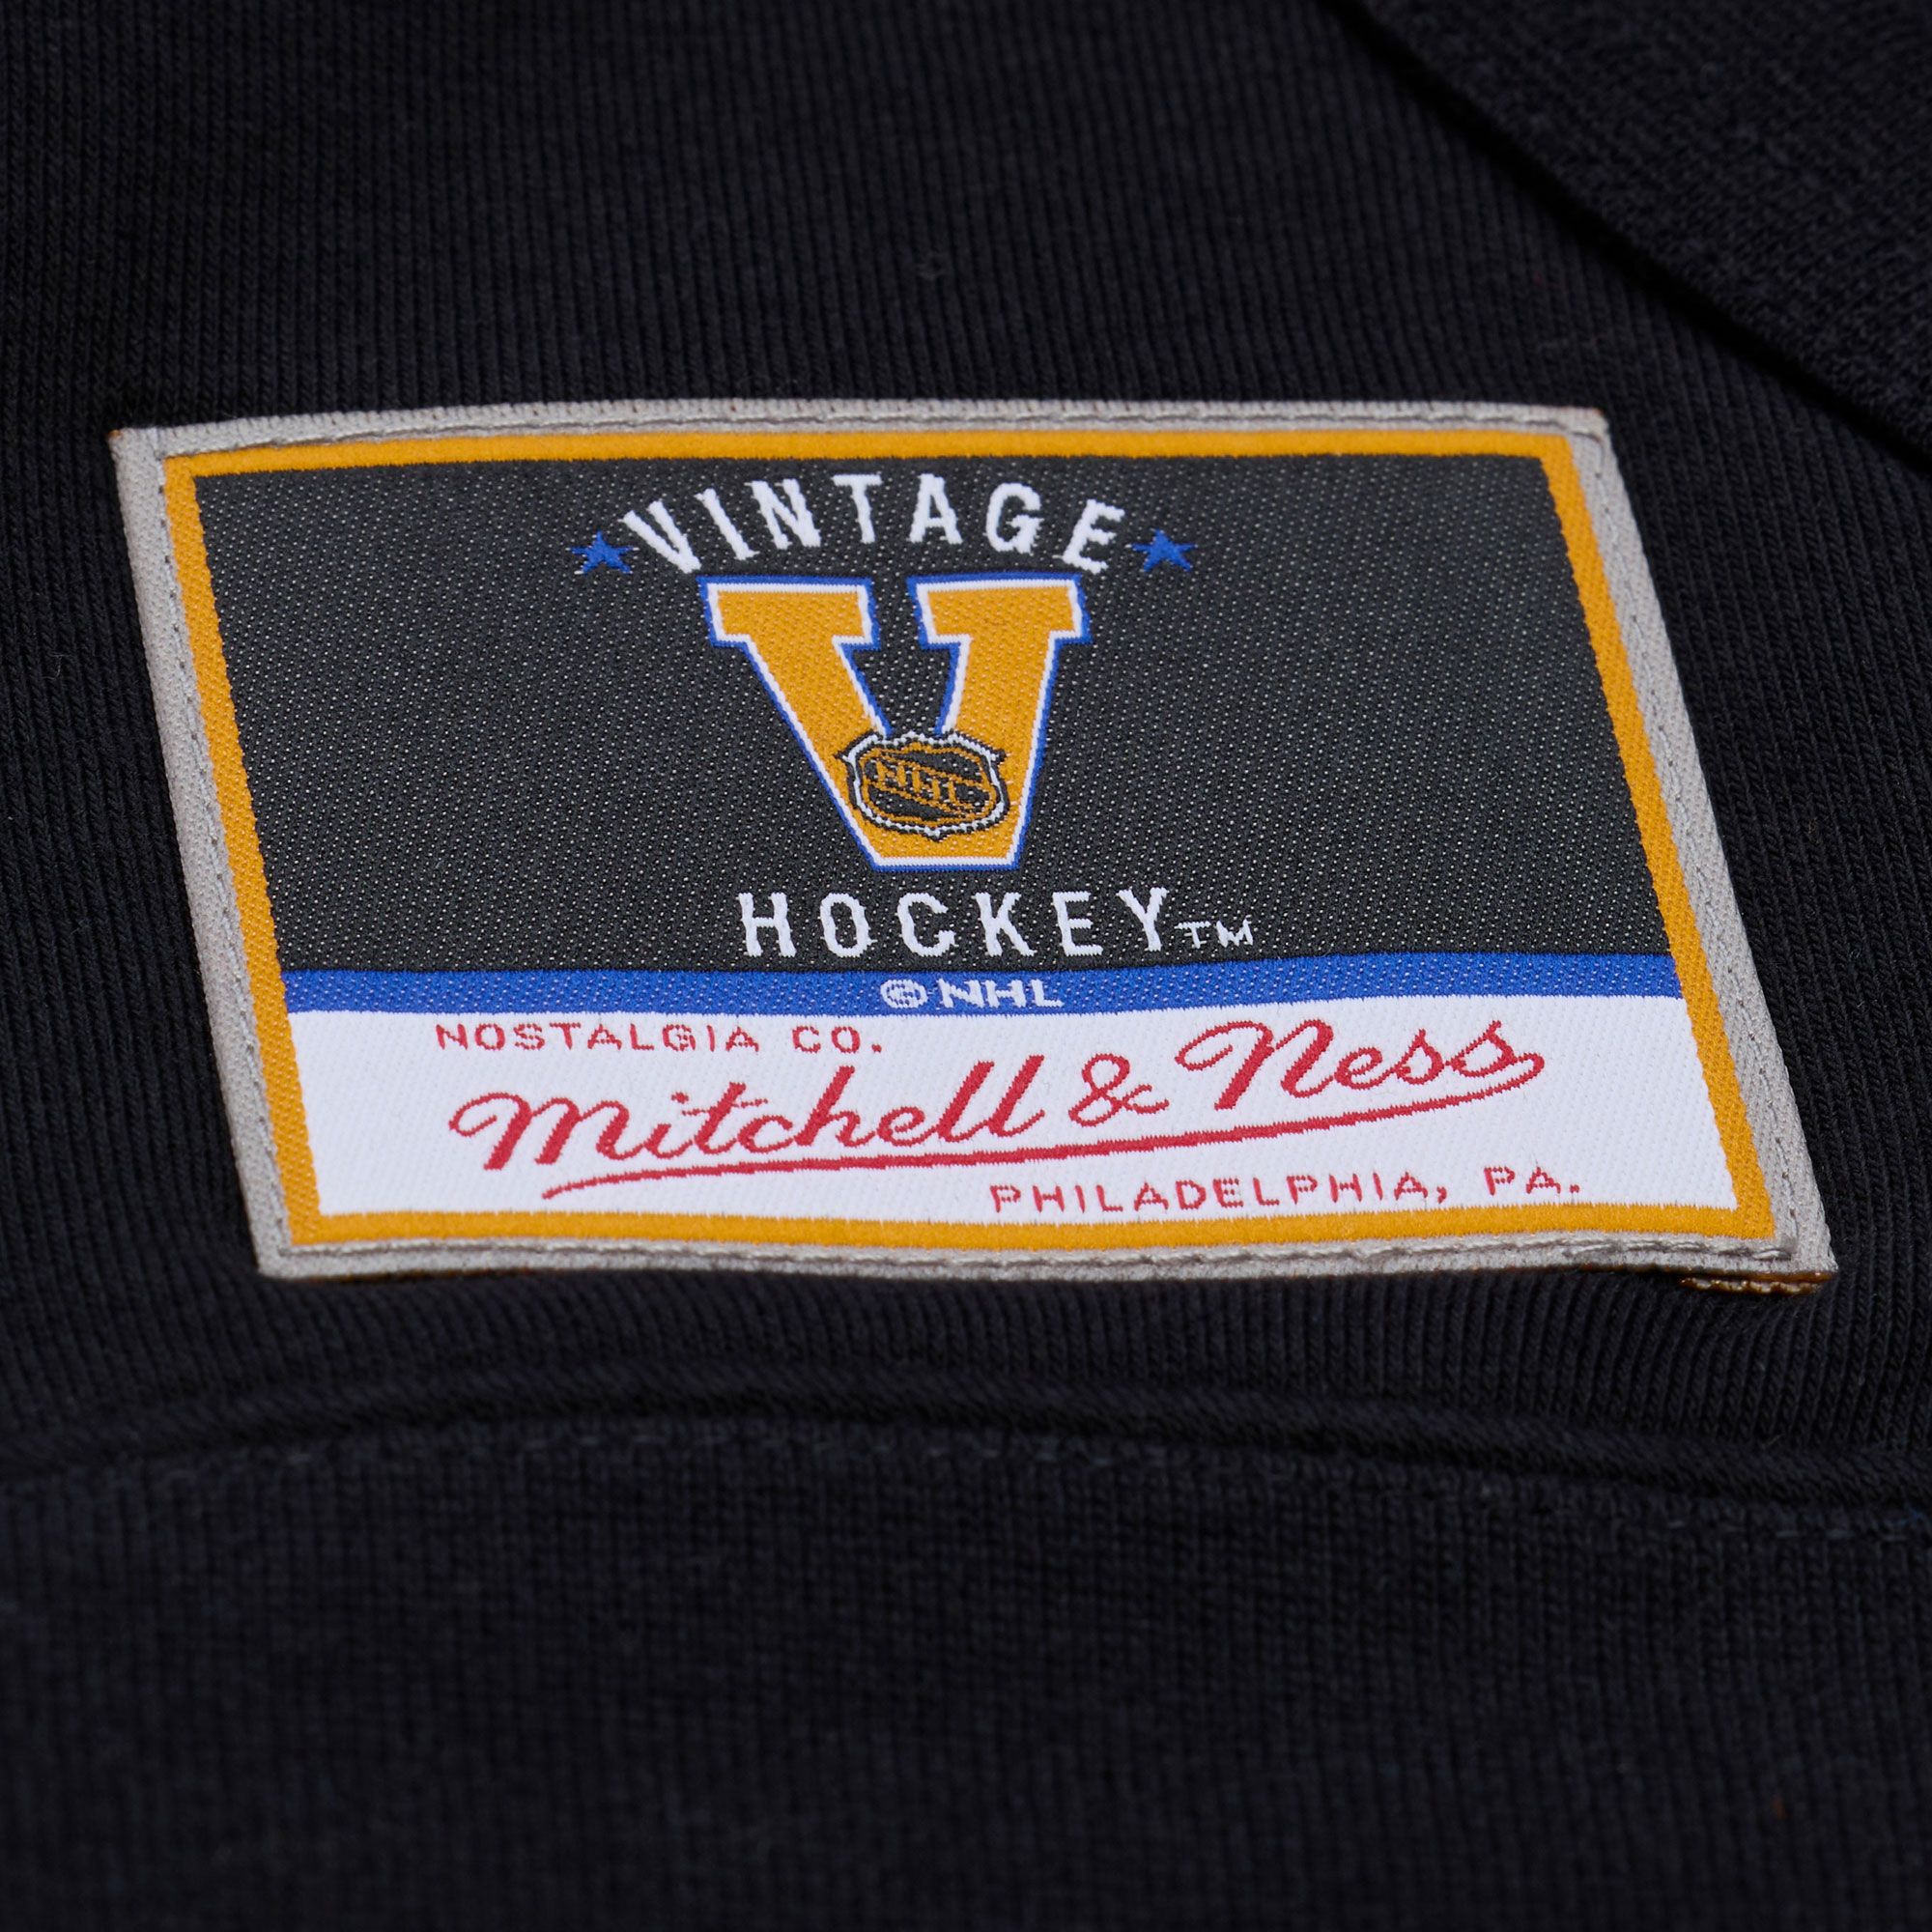 VINTAGE
V
NHL
HOCKEY™
© NHL
NOSTALGIA CO.
Mitchell & Ness
PHILADELPHIA, PA.